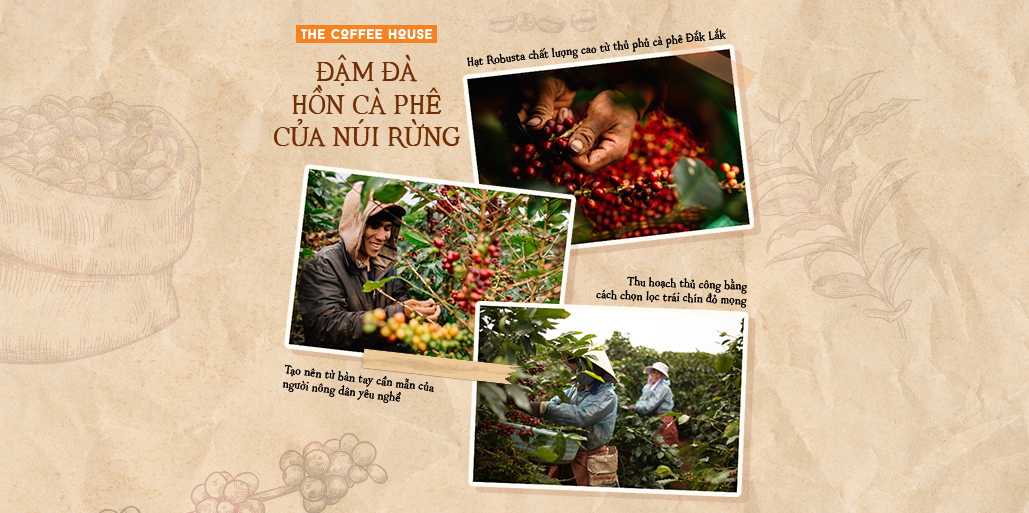 THE COFFEE HOUSE
ĐẬM ĐÀ
HỒN CÀ PHÊ
CỦA NÚI RỪNG
Hạt Robusta chất lượng cao từ thủ phủ cà phê Đắk Lắk
Thu hoạch thủ công bằng
cách chọn lọc trái chín đỏ mọng
Tạo nên từ bàn tay cần mẫn của
người nông dân yêu nghề